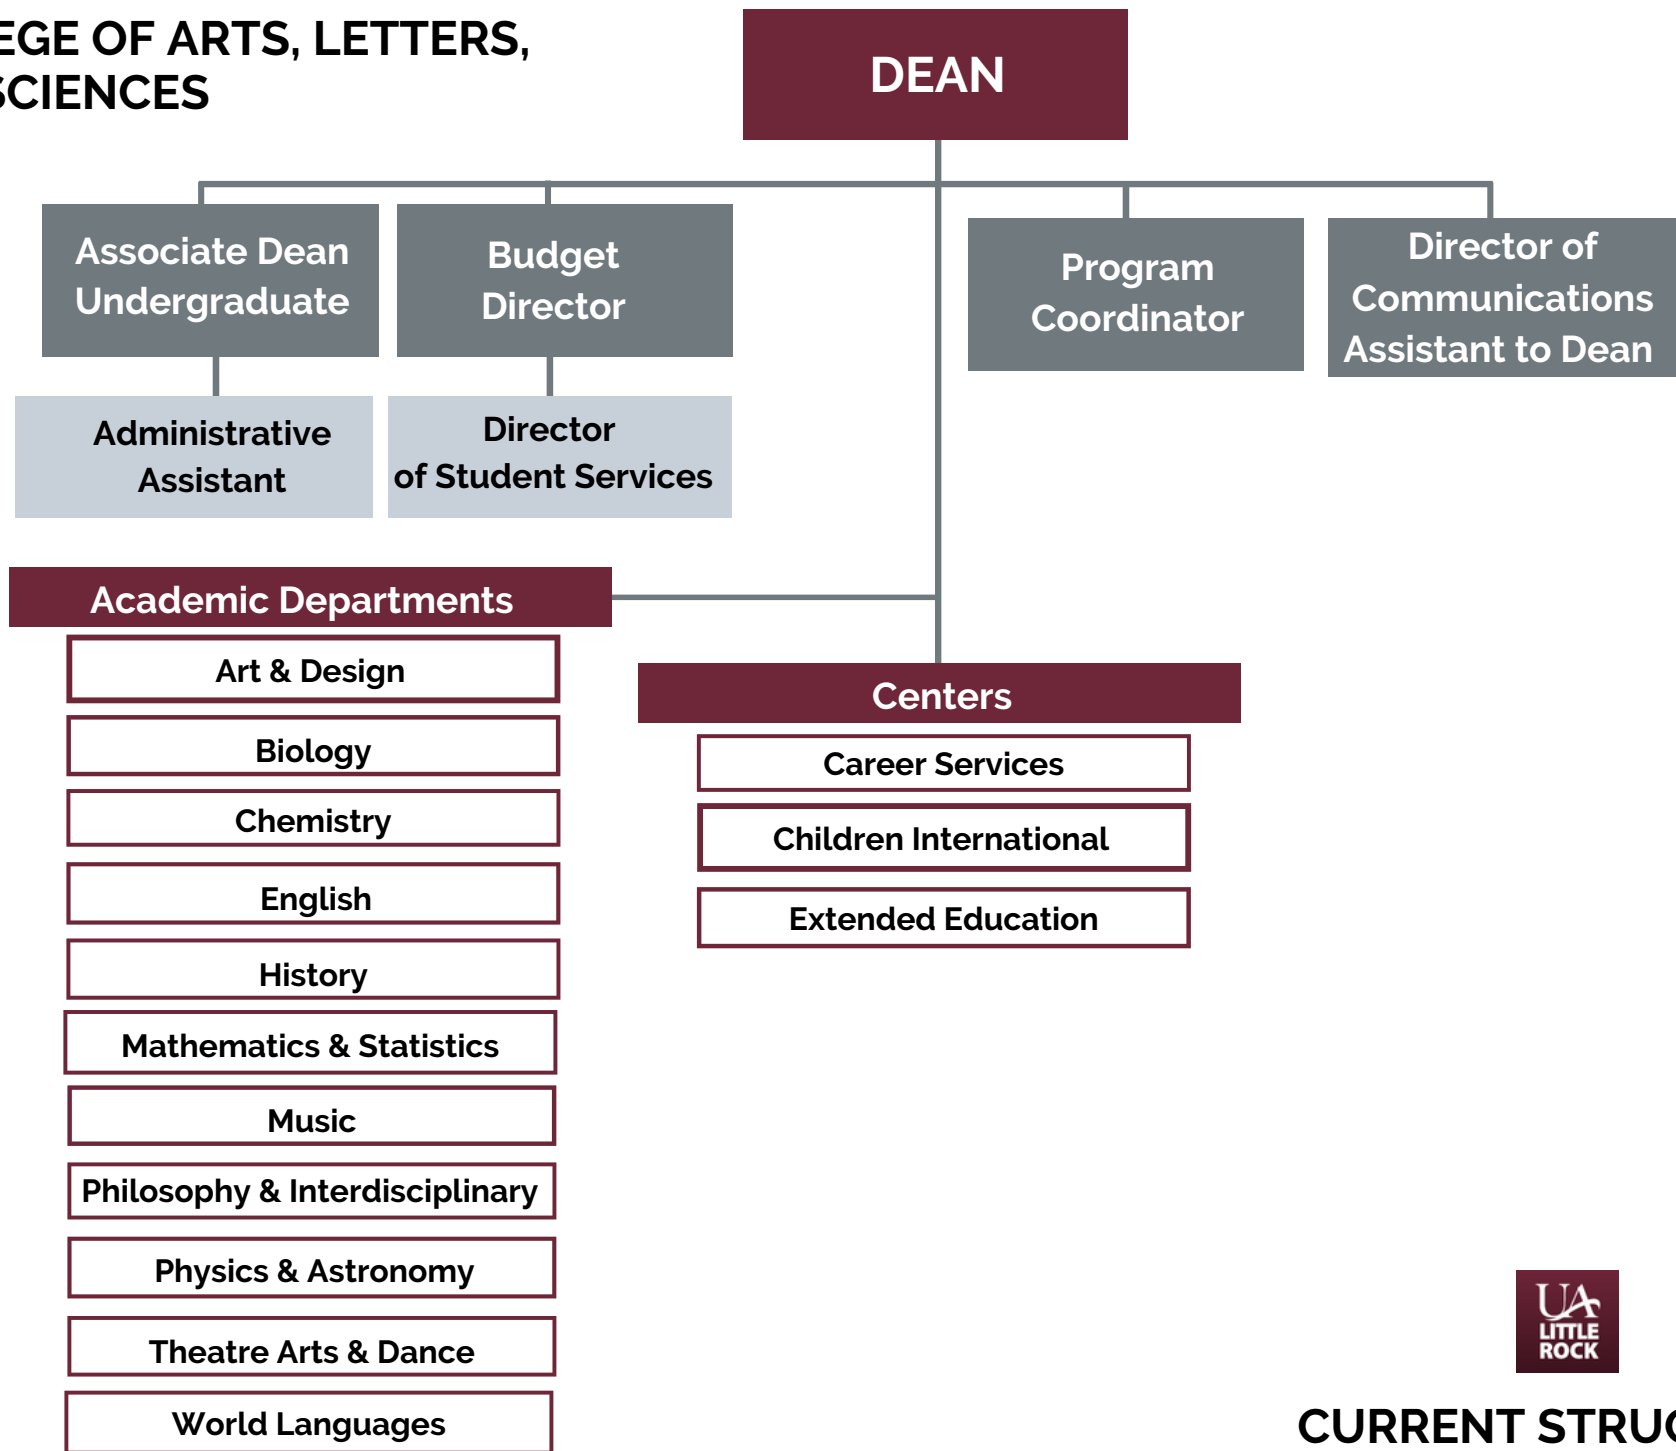 EGE OF ARTS, LETTERS,
SCIENCES
DEAN
Associate Dean
Undergraduate
Budget
Director
Program
Coordinator
Director of
Communications
Assistant to Dean
Administrative
Assistant
Director
of Student Services
Academic Departments
Art & Design
Biology
Chemistry
English
History
Mathematics & Statistics
Music
Philosophy & Interdisciplinary
Physics & Astronomy
Theatre Arts & Dance
World Languages
Centers
Career Services
Children International
Extended Education
UA
LITTLE
ROCK
CURRENT STRUC